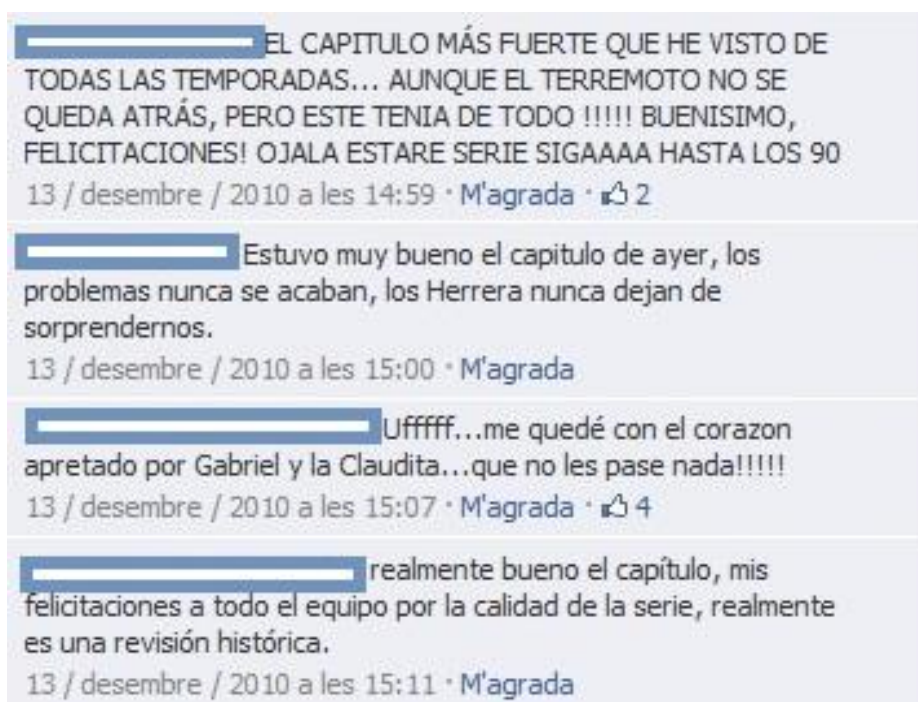 EL CAPITULO MÁS FUERTE QUE HE VISTO DE
TODAS LAS TEMPORADAS... AUNQUE EL TERREMOTO NO SE
QUEDA ATRÁS, PERO ESTE TENIA DE TODO !!!!! BUENISIMO,
FELICITACIONES! OJALA ESTARE SERIE SIGAAAA HASTA LOS 90
13 / desembre / 2010 a les 14:59 · M'agrada · 2
Estuvo muy bueno el capitulo de ayer, los
problemas nunca se acaban, los Herrera nunca dejan de
sorprendernos.
13 / desembre / 2010 a les 15:00 · M'agrada
Ufffff...me quedé con el corazon
apretado por Gabriel y la Claudita...que no les pase nada!!!!!
13 / desembre / 2010 a les 15:07 · M'agrada · 4
realmente bueno el capítulo, mis
felicitaciones a todo el equipo por la calidad de la serie, realmente
es una revisión histórica.
13 / desembre / 2010 a les 15:11 · M'agrada